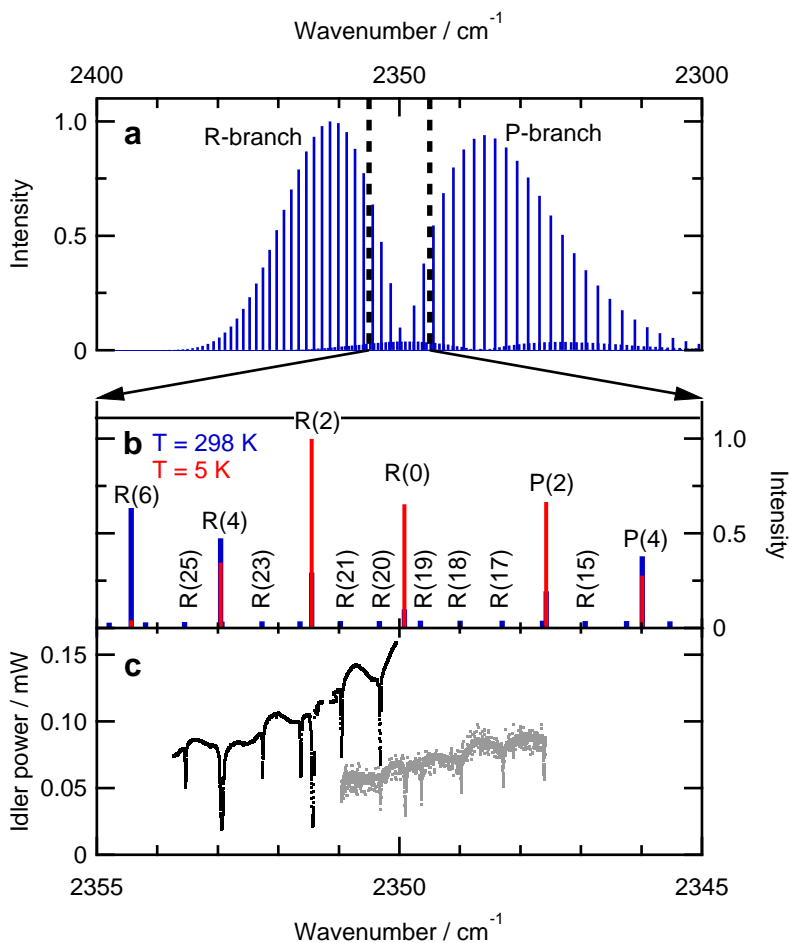 Wavenumber / cm-1
2400
2350
2300
a
R-branch
P-branch
1.0
0.5
0
Intensity
b
T = 298 K
T = 5 K
R(2)
R(0)
P(2)
R(6)
R(4)
P(4)
R(25)
R(23)
R(21)
R(20)
R(19)
R(18)
R(17)
R(15)
1.0
0.5
0
Intensity
c
0.15
0.10
0.05
0
Idler power / mW
2355
2350
2345
Wavenumber / cm-1